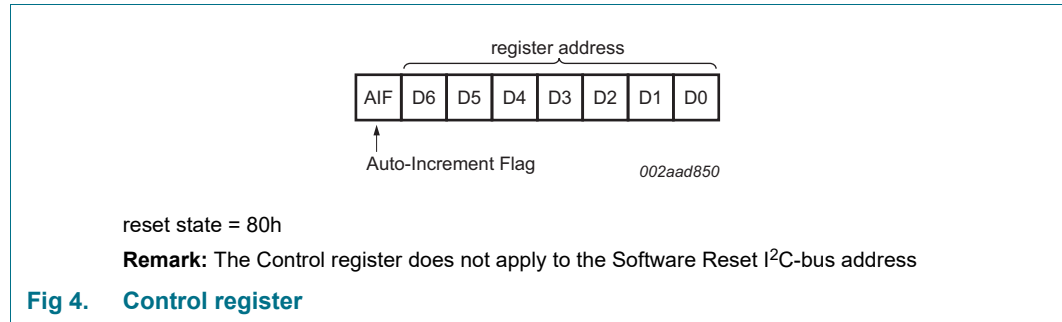 register address
AIF D6 D5 D4 D3 D2 D1 D0
Auto-Increment Flag
002aad850
reset state = 80h
Remark: The Control register does not apply to the Software Reset I²C-bus address
Fig 4. Control register